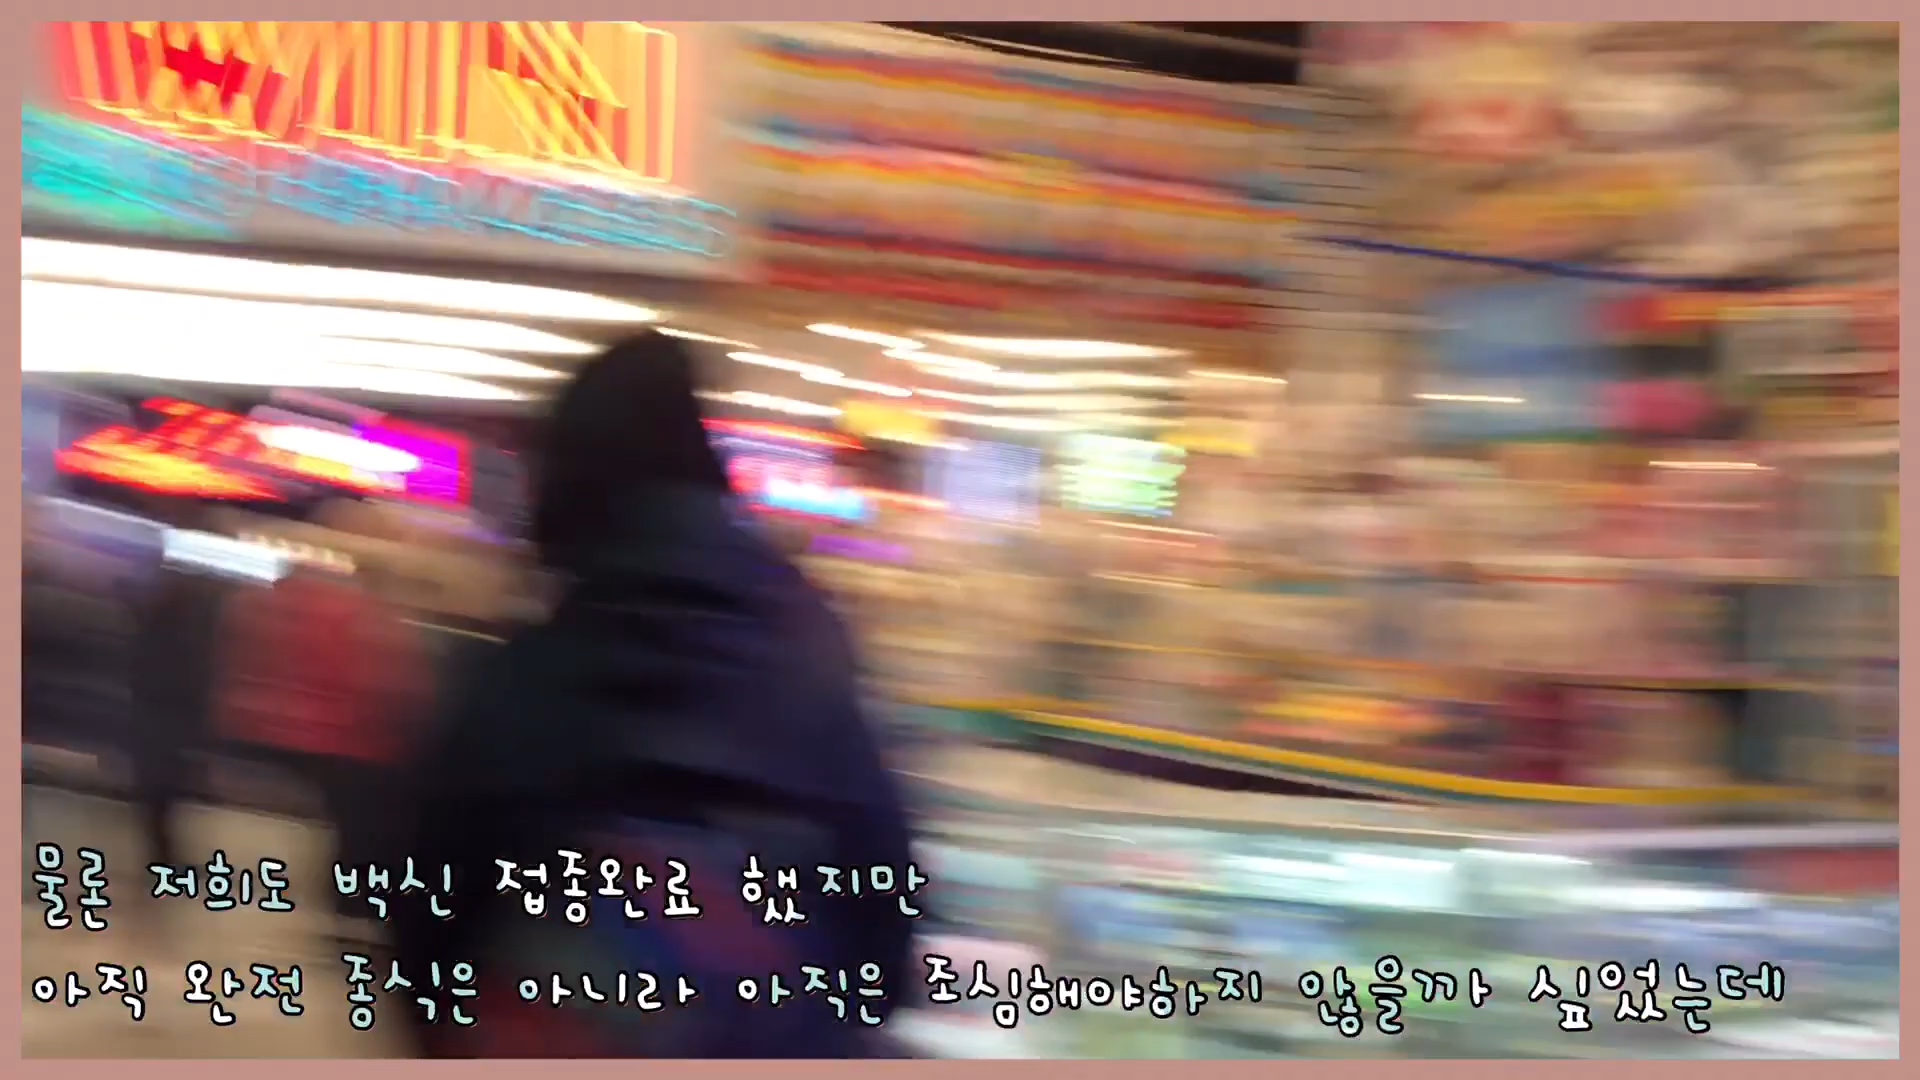 물론 저희도 백신 접종완료 했지만
아직 완전 종식은 아니라 아직은 조심해야하지 않을까 싶었는데